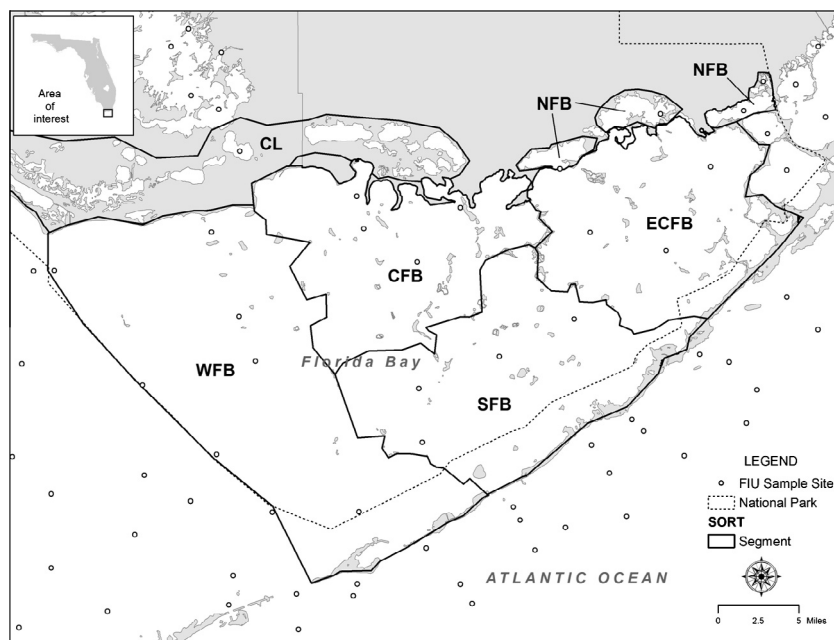 Area
of
interest
CL
NFB
NFB
ECFB
CFB
WFB
Florida Bay
SFB
ATLANTIC OCEAN
LEGEND
FIU Sample Site
National Park
SORT
Segment
0 2.5 5 Miles